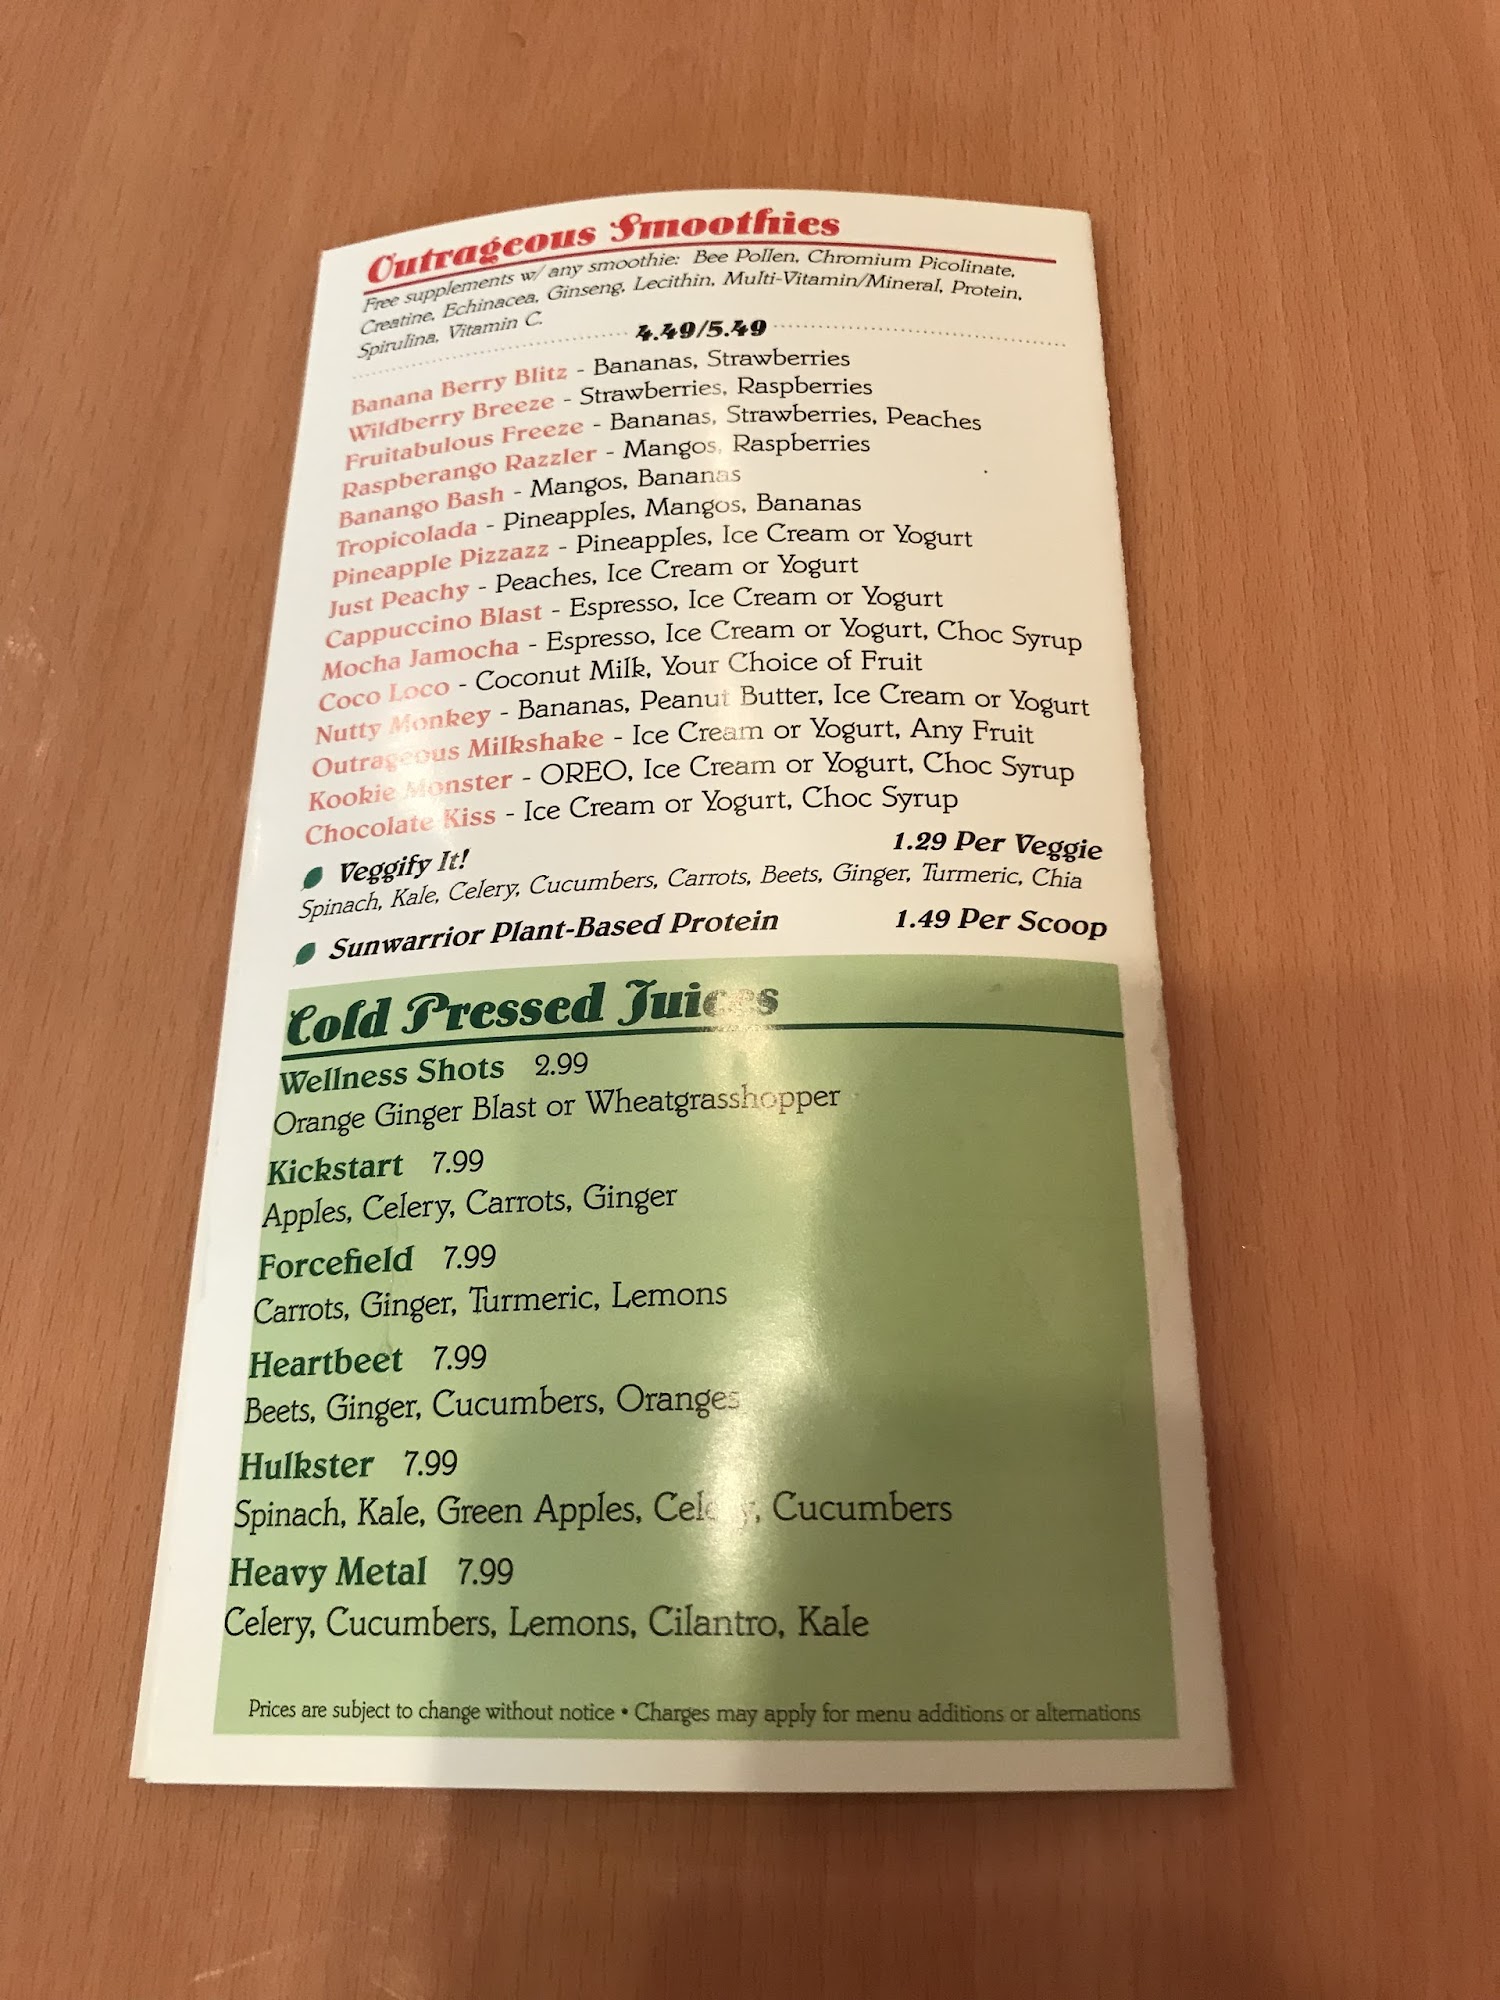 Outrageous Smoothies
Free supplements w/ any smoothie: Bee Pollen, Chromium Picolinate,
Creatine, Echinacea, Ginseng, Lecithin, Multi-Vitamin/Mineral, Protein,
Spirulina, Vitamin C.
4.49/5.49
Banana Berry Blitz - Bananas, Strawberries
Wildberry Breeze - Strawberries, Raspberries
Fruitabulous Freeze - Bananas, Strawberries, Peaches
Raspberango Razzler - Mangos, Raspberries
Banango Bash - Mangos, Bananas
Tropicolada - Pineapples, Mangos, Bananas
Pineapple Pizzazz - Pineapples, Ice Cream or Yogurt
Just Peachy - Peaches, Ice Cream or Yogurt
Cappuccino Blast - Espresso, Ice Cream or Yogurt
Mocha Jamocha - Espresso, Ice Cream or Yogurt, Choc Syrup
Coco Loco - Coconut Milk, Your Choice of Fruit
Nutty Monkey - Bananas, Peanut Butter, Ice Cream or Yogurt
Outrageous Milkshake - Ice Cream or Yogurt, Any Fruit
Kookie Monster - OREO, Ice Cream or Yogurt, Choc Syrup
Chocolate Kiss - Ice Cream or Yogurt, Choc Syrup
Veggify It! 1.29 Per Veggie
Spinach, Kale, Celery, Cucumbers, Carrots, Beets, Ginger, Turmeric, Chia
Sunwarrior Plant-Based Protein 1.49 Per Scoop
Cold Pressed Juices
Wellness Shots 2.99
Orange Ginger Blast or Wheatgrasshopper
Kickstart 7.99
Apples, Celery, Carrots, Ginger
Forcefield 7.99
Carrots, Ginger, Turmeric, Lemons
Heartbeet 7.99
Beets, Ginger, Cucumbers, Oranges
Hulkster 7.99
Spinach, Kale, Green Apples, Celery, Cucumbers
Heavy Metal 7.99
Celery, Cucumbers, Lemons, Cilantro, Kale
Prices are subject to change without notice • Charges may apply for menu additions or alternations